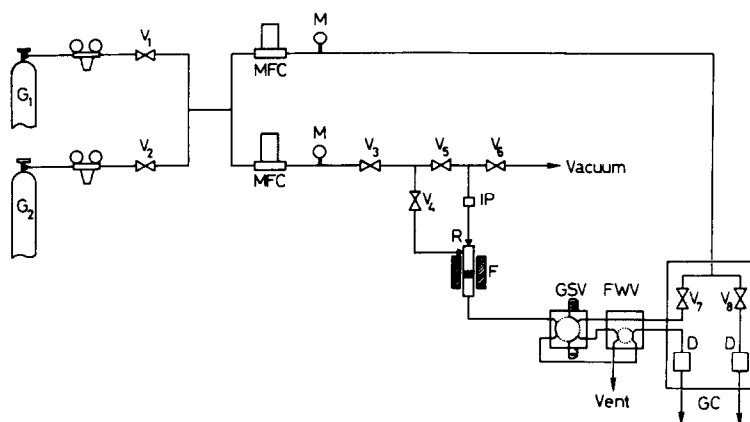 M
V1
MFC
G1
M
V2
V3
V5
V6
Vacuum
MFC
G2
V4
IP
R
F
GSV
FWV
V7
V8
D
D
Vent
GC